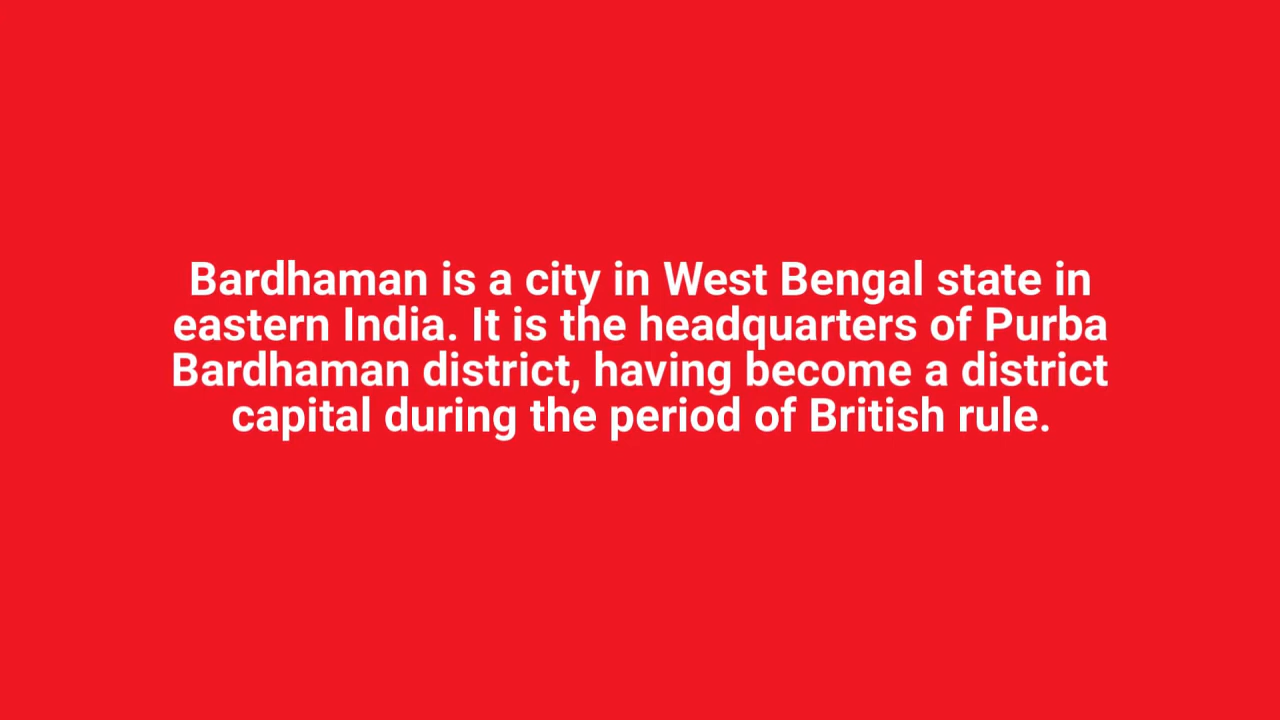 Bardhaman is a city in West Bengal state in
eastern India. It is the headquarters of Purba
Bardhaman district, having become a district
capital during the period of British rule.